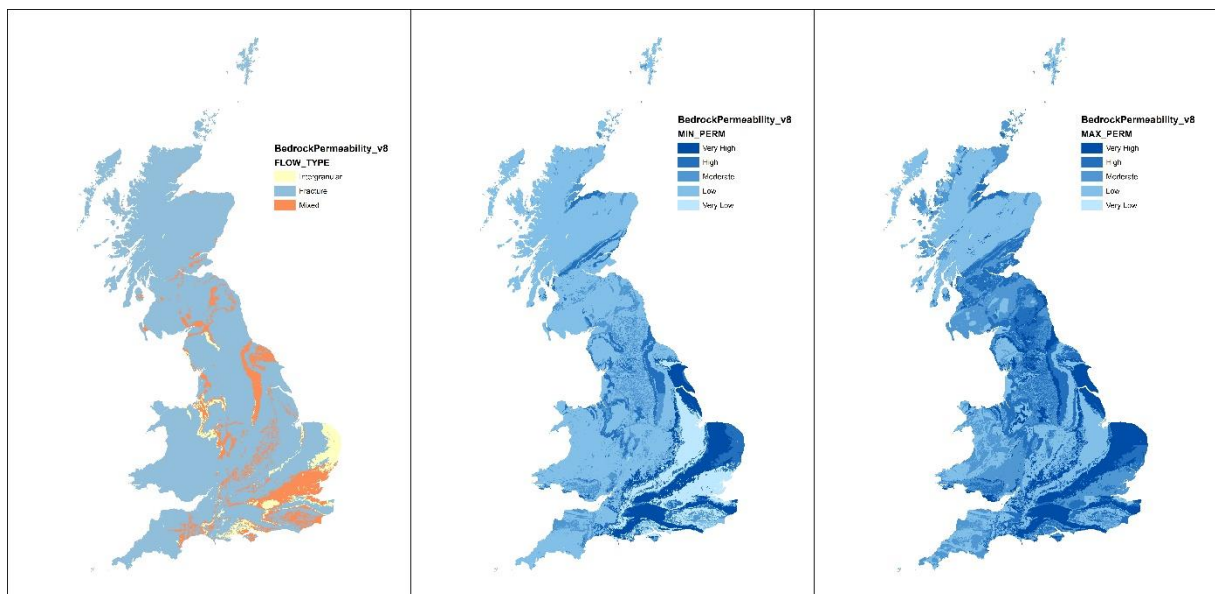 BedrockPermeability_v8
FLOW_TYPE
Intergranular
Fracture
Mixed
BedrockPermeability_v8
MIN_PERM
Very High
High
Moderate
Low
Very Low
BedrockPermeability_v8
MAX_PERM
Very High
High
Moderate
Low
Very Low